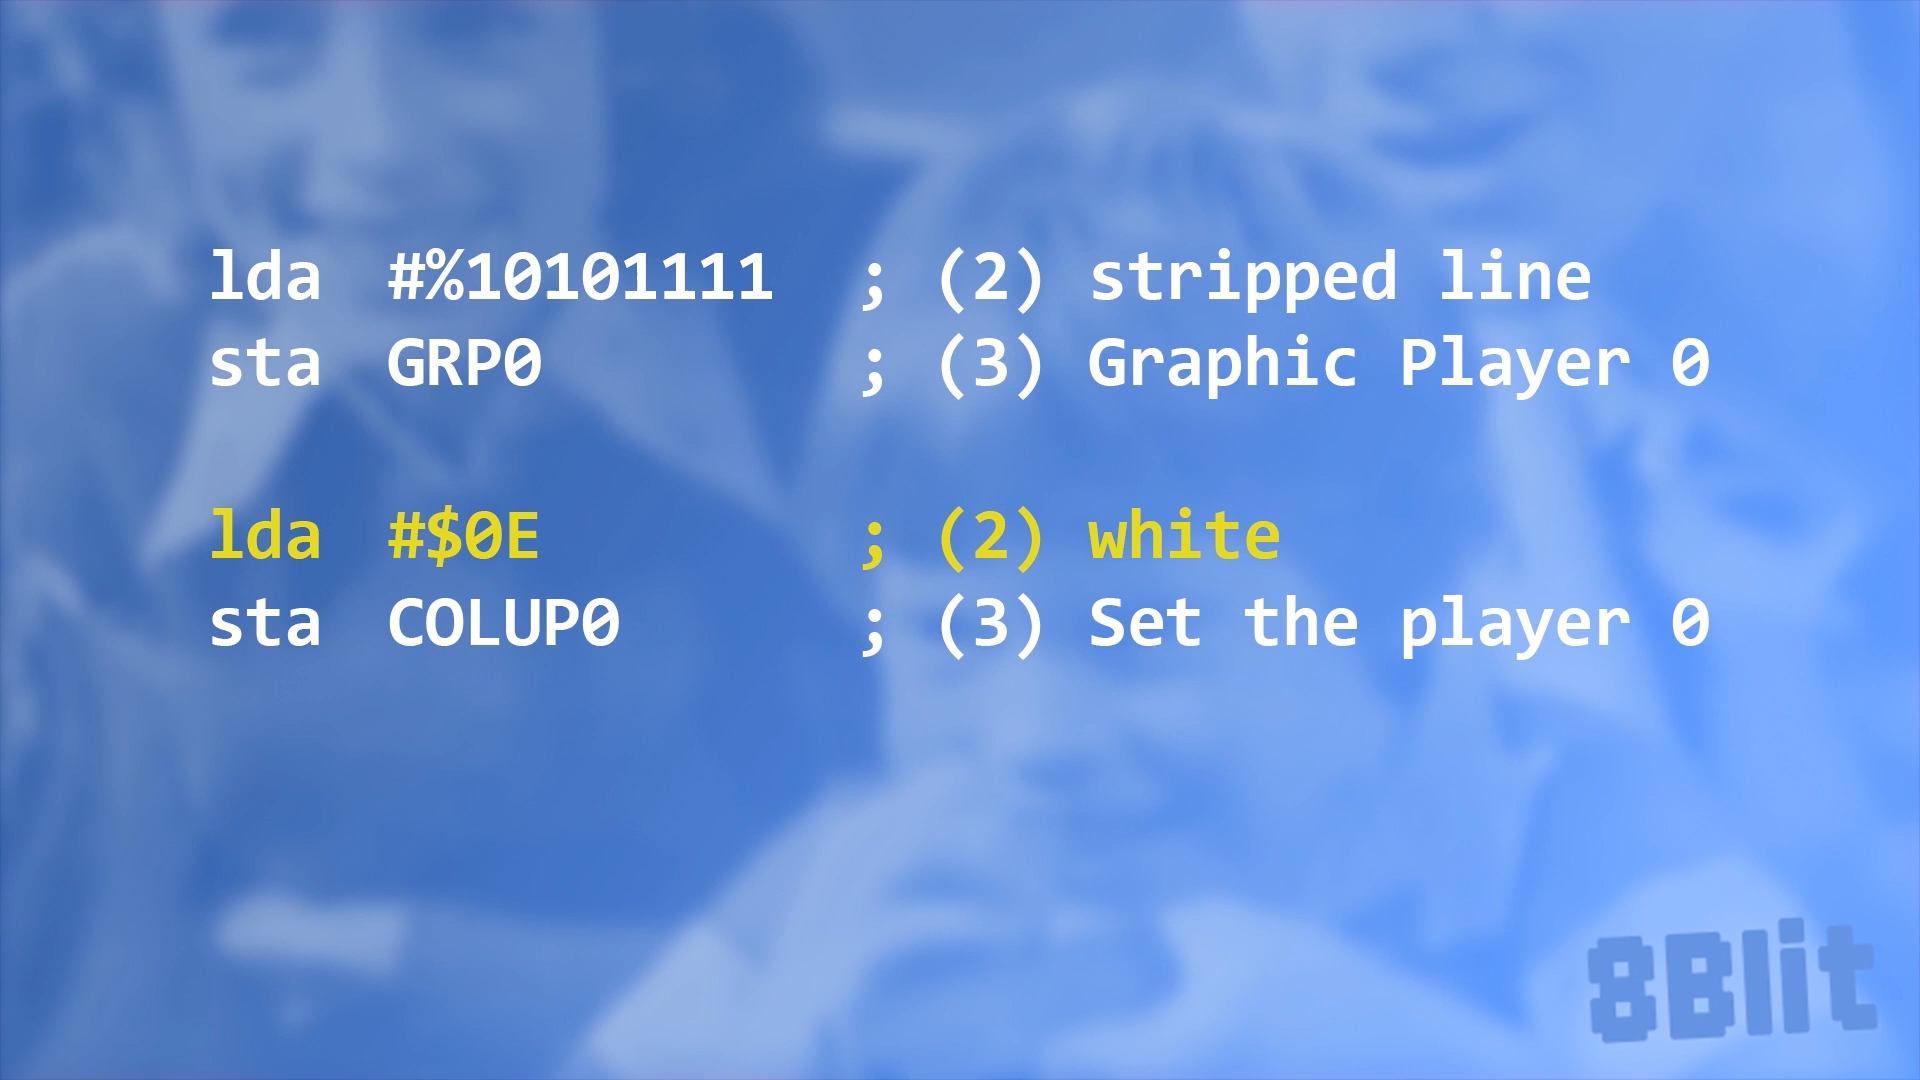 lda #%10101111 ; (2) stripped line
sta GRP0 ; (3) Graphic Player 0
lda #$0E ; (2) white
sta COLUP0 ; (3) Set the player 0
8Blit